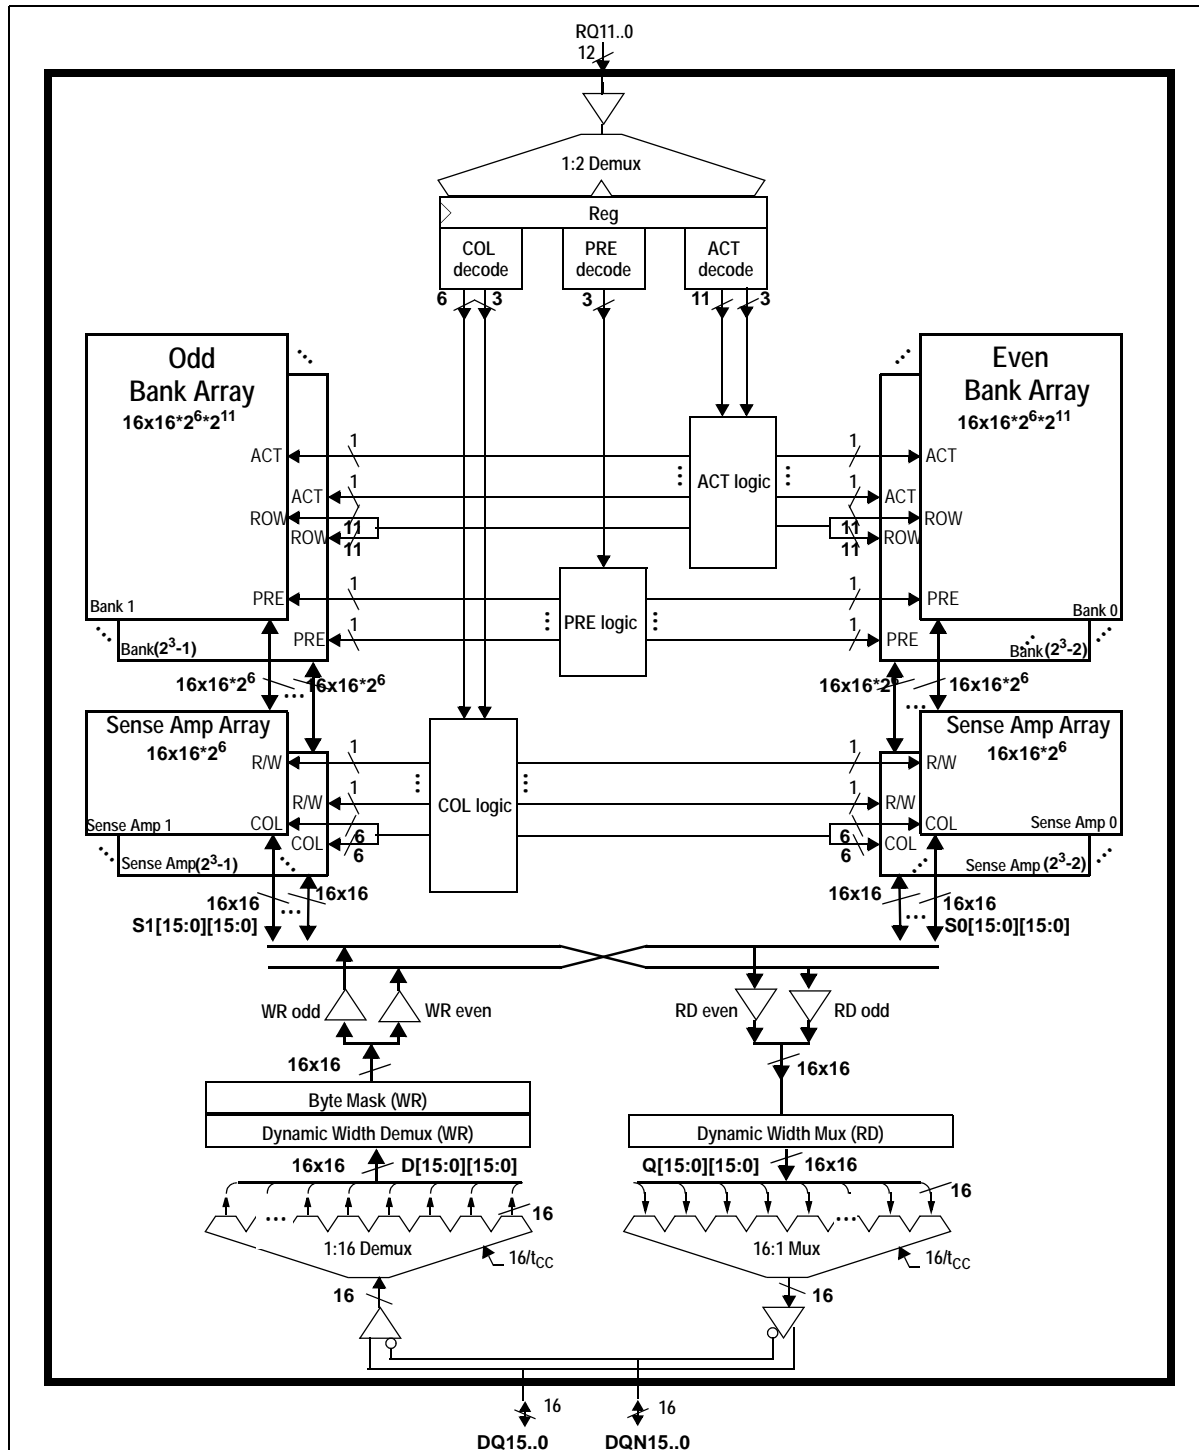 RQ11..0
12
1:2 Demux
Reg
COL decode
PRE decode
ACT decode
6
3
3
11
3
Odd
Bank Array
16x16*2^6*2^11
Even
Bank Array
16x16*2^6*2^11
ACT
1
1
ACT
ACT logic
ACT
1
1
ACT
ROW
11
11
ROW
ROW
11
11
ROW
PRE
1
1
PRE
Bank 1
Bank 0
PRE logic
PRE
1
1
PRE
Bank(2^3-1)
Bank(2^3-2)
16x16*2^6
16x16*2^6
16x16*2^6
16x16*2^6
Sense Amp Array
16x16*2^6
Sense Amp Array
16x16*2^6
R/W
1
1
R/W
R/W
1
1
R/W
COL logic
Sense Amp 1
COL
6
6
COL
Sense Amp 0
COL
6
6
COL
Sense Amp(2^3-1)
Sense Amp (2^3-2)
16x16
16x16
16x16
16x16
S1[15:0][15:0]
S0[15:0][15:0]
WR odd
WR even
RD even
RD odd
16x16
16x16
Byte Mask (WR)
Dynamic Width Demux (WR)
Dynamic Width Mux (RD)
16x16
D[15:0][15:0]
Q[15:0][15:0]
16x16
16
16
1:16 Demux
16/tCC
16:1 Mux
16/tCC
16
16
16
16
DQ15..0
DQN15..0